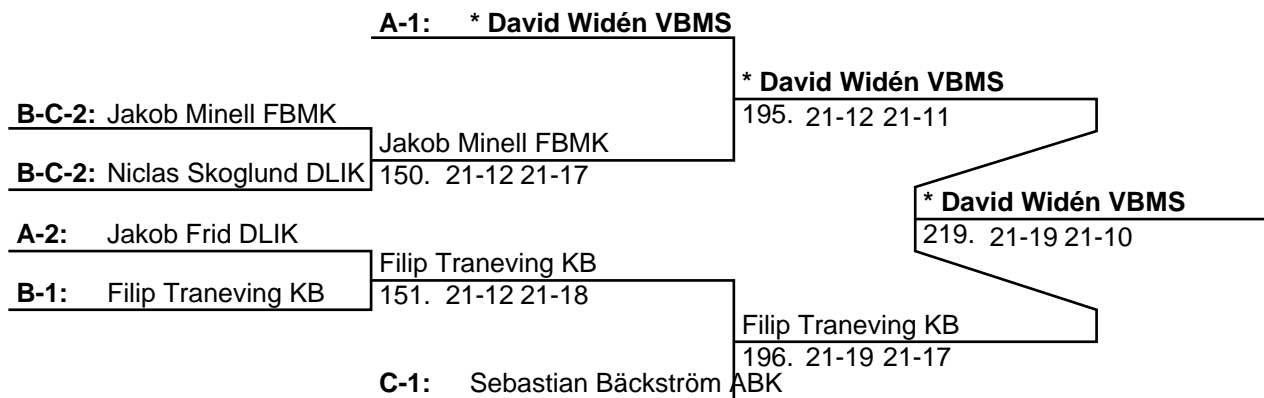 A-1: * David Widén VBMS
* David Widén VBMS
B-C-2: Jakob Minell FBMK
195. 21-12 21-11
Jakob Minell FBMK
B-C-2: Niclas Skoglund DLIK
150. 21-12 21-17
* David Widén VBMS
A-2: Jakob Frid DLIK
219. 21-19 21-10
Filip Traneving KB
B-1: Filip Traneving KB
151. 21-12 21-18
Filip Traneving KB
196. 21-19 21-17
C-1: Sebastian Bäckström ABK